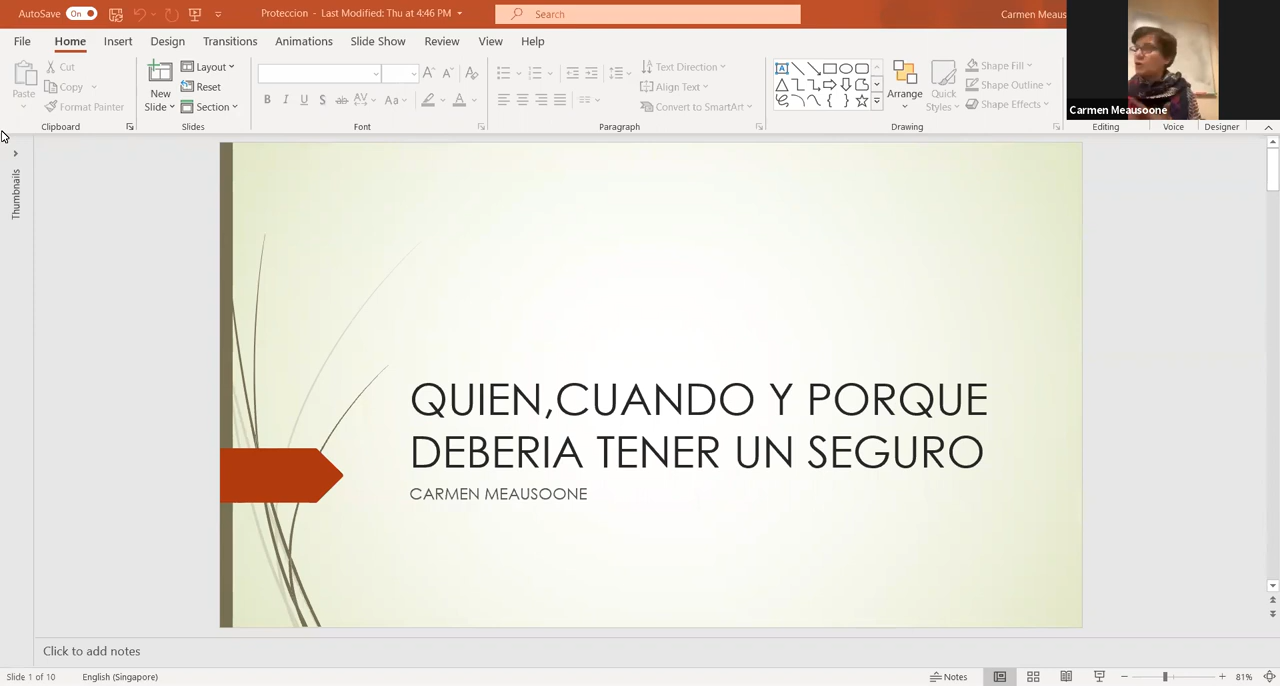 AutoSave On Proteccion - Last Modified: Thu at 4:46 PM Search Carmen Meaus
File Home Insert Design Transitions Animations Slide Show Review View Help
Paste Cut Copy Format Painter
New Slide Layout Reset Section
Text Direction Align Text Convert to SmartArt
Arrange Quick Styles Shape Fill Shape Outline Shape Effects
Carmen Meausoone
Clipboard Slides Font Paragraph Drawing Editing Voice Designer
Thumbnails
QUIEN,CUANDO Y PORQUE
DEBERIA TENER UN SEGURO
CARMEN MEAUSOONE
Click to add notes
Slide 1 of 10 English (Singapore) Notes 81%